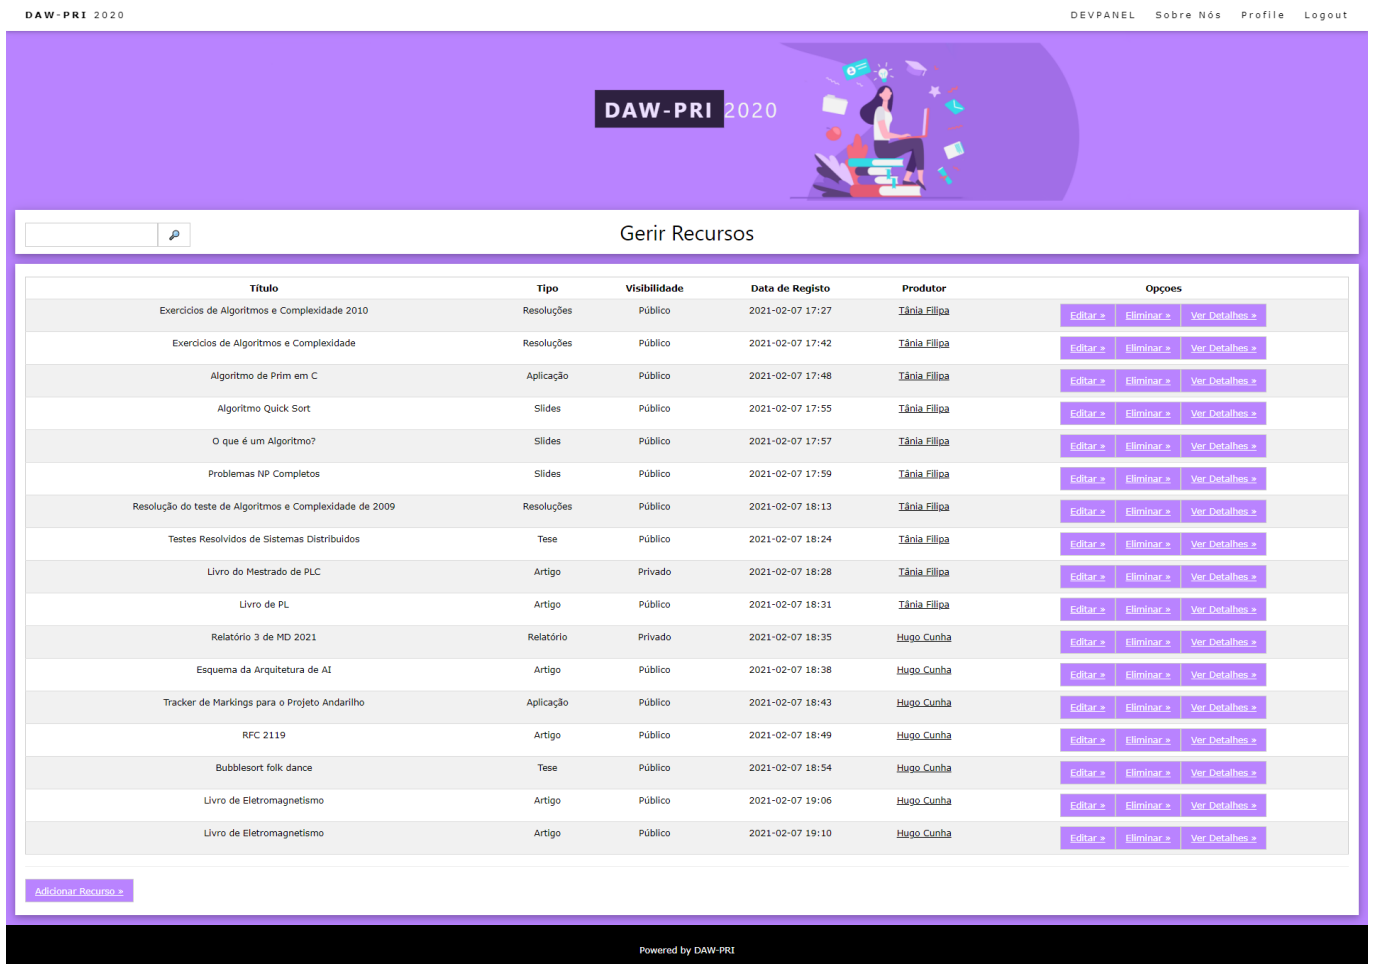 DAW-PRI 2020 DEVPANEL Sobre Nós Profile Logout
DAW-PRI 2020
Gerir Recursos
Título Tipo Visibilidade Data de Registo Produtor Opçoes
Exercicios de Algoritmos e Complexidade 2010 Resoluções Público 2021-02-07 17:27 Tânia Filipa Editar » Eliminar » Ver Detalhes »
Exercicios de Algoritmos e Complexidade Resoluções Público 2021-02-07 17:42 Tânia Filipa Editar » Eliminar » Ver Detalhes »
Algoritmo de Prim em C Aplicação Público 2021-02-07 17:48 Tânia Filipa Editar » Eliminar » Ver Detalhes »
Algoritmo Quick Sort Slides Público 2021-02-07 17:55 Tânia Filipa Editar » Eliminar » Ver Detalhes »
O que é um Algoritmo? Slides Público 2021-02-07 17:57 Tânia Filipa Editar » Eliminar » Ver Detalhes »
Problemas NP Completos Slides Público 2021-02-07 17:59 Tânia Filipa Editar » Eliminar » Ver Detalhes »
Resolução do teste de Algoritmos e Complexidade de 2009 Resoluções Público 2021-02-07 18:13 Tânia Filipa Editar » Eliminar » Ver Detalhes »
Testes Resolvidos de Sistemas Distribuidos Tese Público 2021-02-07 18:24 Tânia Filipa Editar » Eliminar » Ver Detalhes »
Livro do Mestrado de PLC Artigo Privado 2021-02-07 18:28 Tânia Filipa Editar » Eliminar » Ver Detalhes »
Livro de PL Artigo Público 2021-02-07 18:31 Tânia Filipa Editar » Eliminar » Ver Detalhes »
Relatório 3 de MD 2021 Relatório Privado 2021-02-07 18:35 Hugo Cunha Editar » Eliminar » Ver Detalhes »
Esquema da Arquitetura de AI Artigo Público 2021-02-07 18:38 Hugo Cunha Editar » Eliminar » Ver Detalhes »
Tracker de Markings para o Projeto Andarilho Aplicação Público 2021-02-07 18:43 Hugo Cunha Editar » Eliminar » Ver Detalhes »
RFC 2119 Artigo Público 2021-02-07 18:49 Hugo Cunha Editar » Eliminar » Ver Detalhes »
Bubblesort folk dance Tese Público 2021-02-07 18:54 Hugo Cunha Editar » Eliminar » Ver Detalhes »
Livro de Eletromagnetismo Artigo Público 2021-02-07 19:06 Hugo Cunha Editar » Eliminar » Ver Detalhes »
Livro de Eletromagnetismo Artigo Público 2021-02-07 19:10 Hugo Cunha Editar » Eliminar » Ver Detalhes »
Adicionar Recurso »
Powered by DAW-PRI